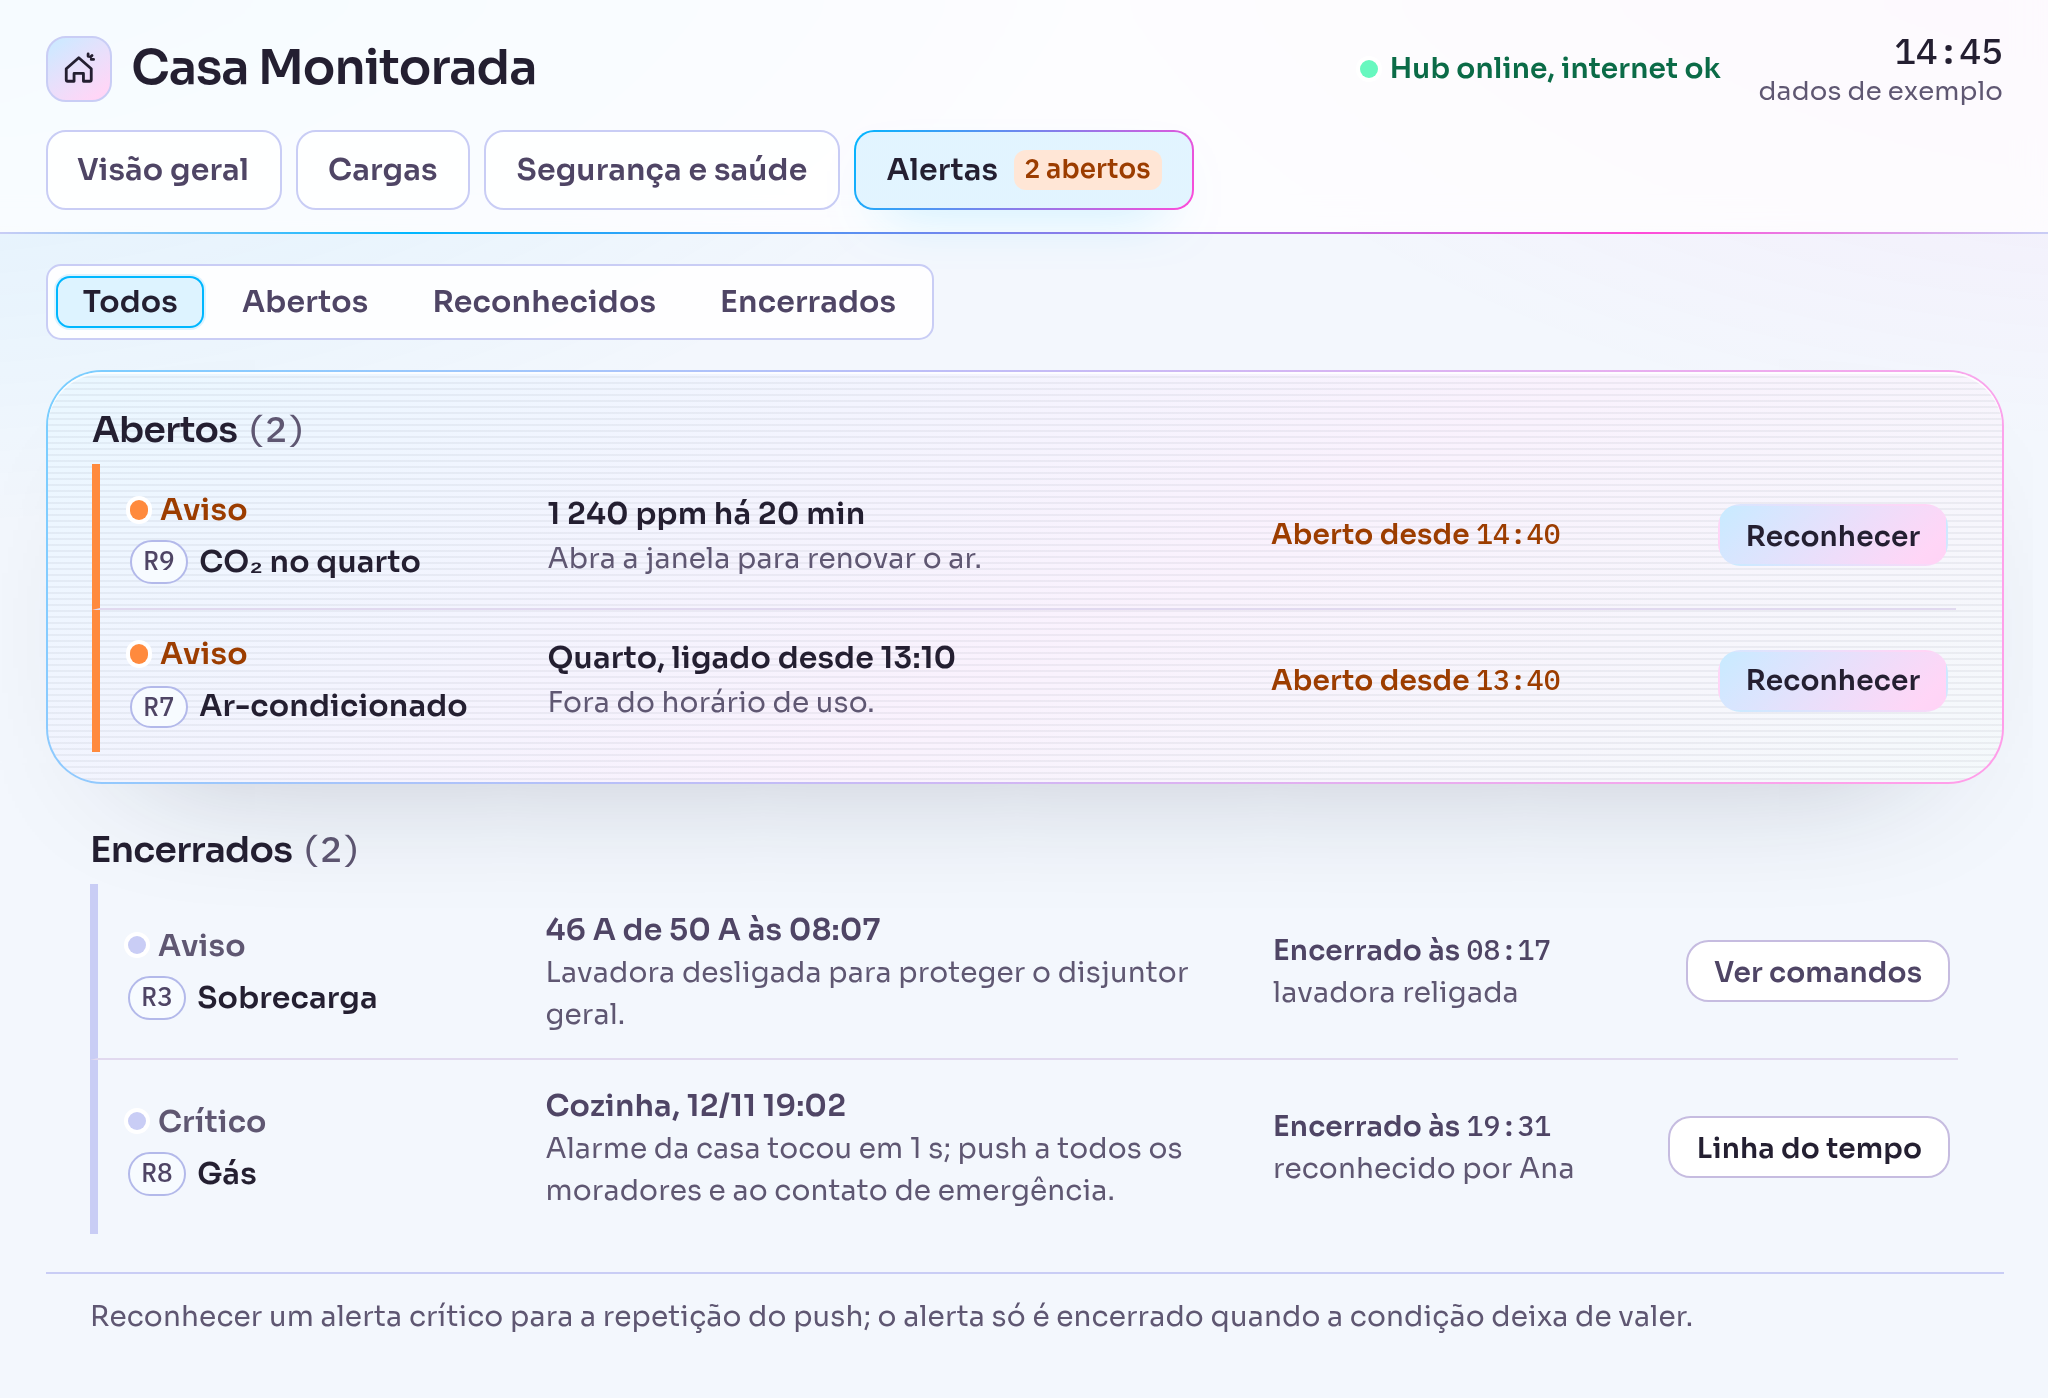 Casa Monitorada
Hub online, internet ok
14:45
dados de exemplo
Visão geral
Cargas
Segurança e saúde
Alertas 2 abertos
Todos
Abertos
Reconhecidos
Encerrados
Abertos (2)
Aviso
R9 CO₂ no quarto
1 240 ppm há 20 min
Abra a janela para renovar o ar.
Aberto desde 14:40
Reconhecer
Aviso
R7 Ar-condicionado
Quarto, ligado desde 13:10
Fora do horário de uso.
Aberto desde 13:40
Reconhecer
Encerrados (2)
Aviso
R3 Sobrecarga
46 A de 50 A às 08:07
Lavadora desligada para proteger o disjuntor
geral.
Encerrado às 08:17
lavadora religada
Ver comandos
Crítico
R8 Gás
Cozinha, 12/11 19:02
Alarme da casa tocou em 1 s; push a todos os
moradores e ao contato de emergência.
Encerrado às 19:31
reconhecido por Ana
Linha do tempo
Reconhecer um alerta crítico para a repetição do push; o alerta só é encerrado quando a condição deixa de valer.